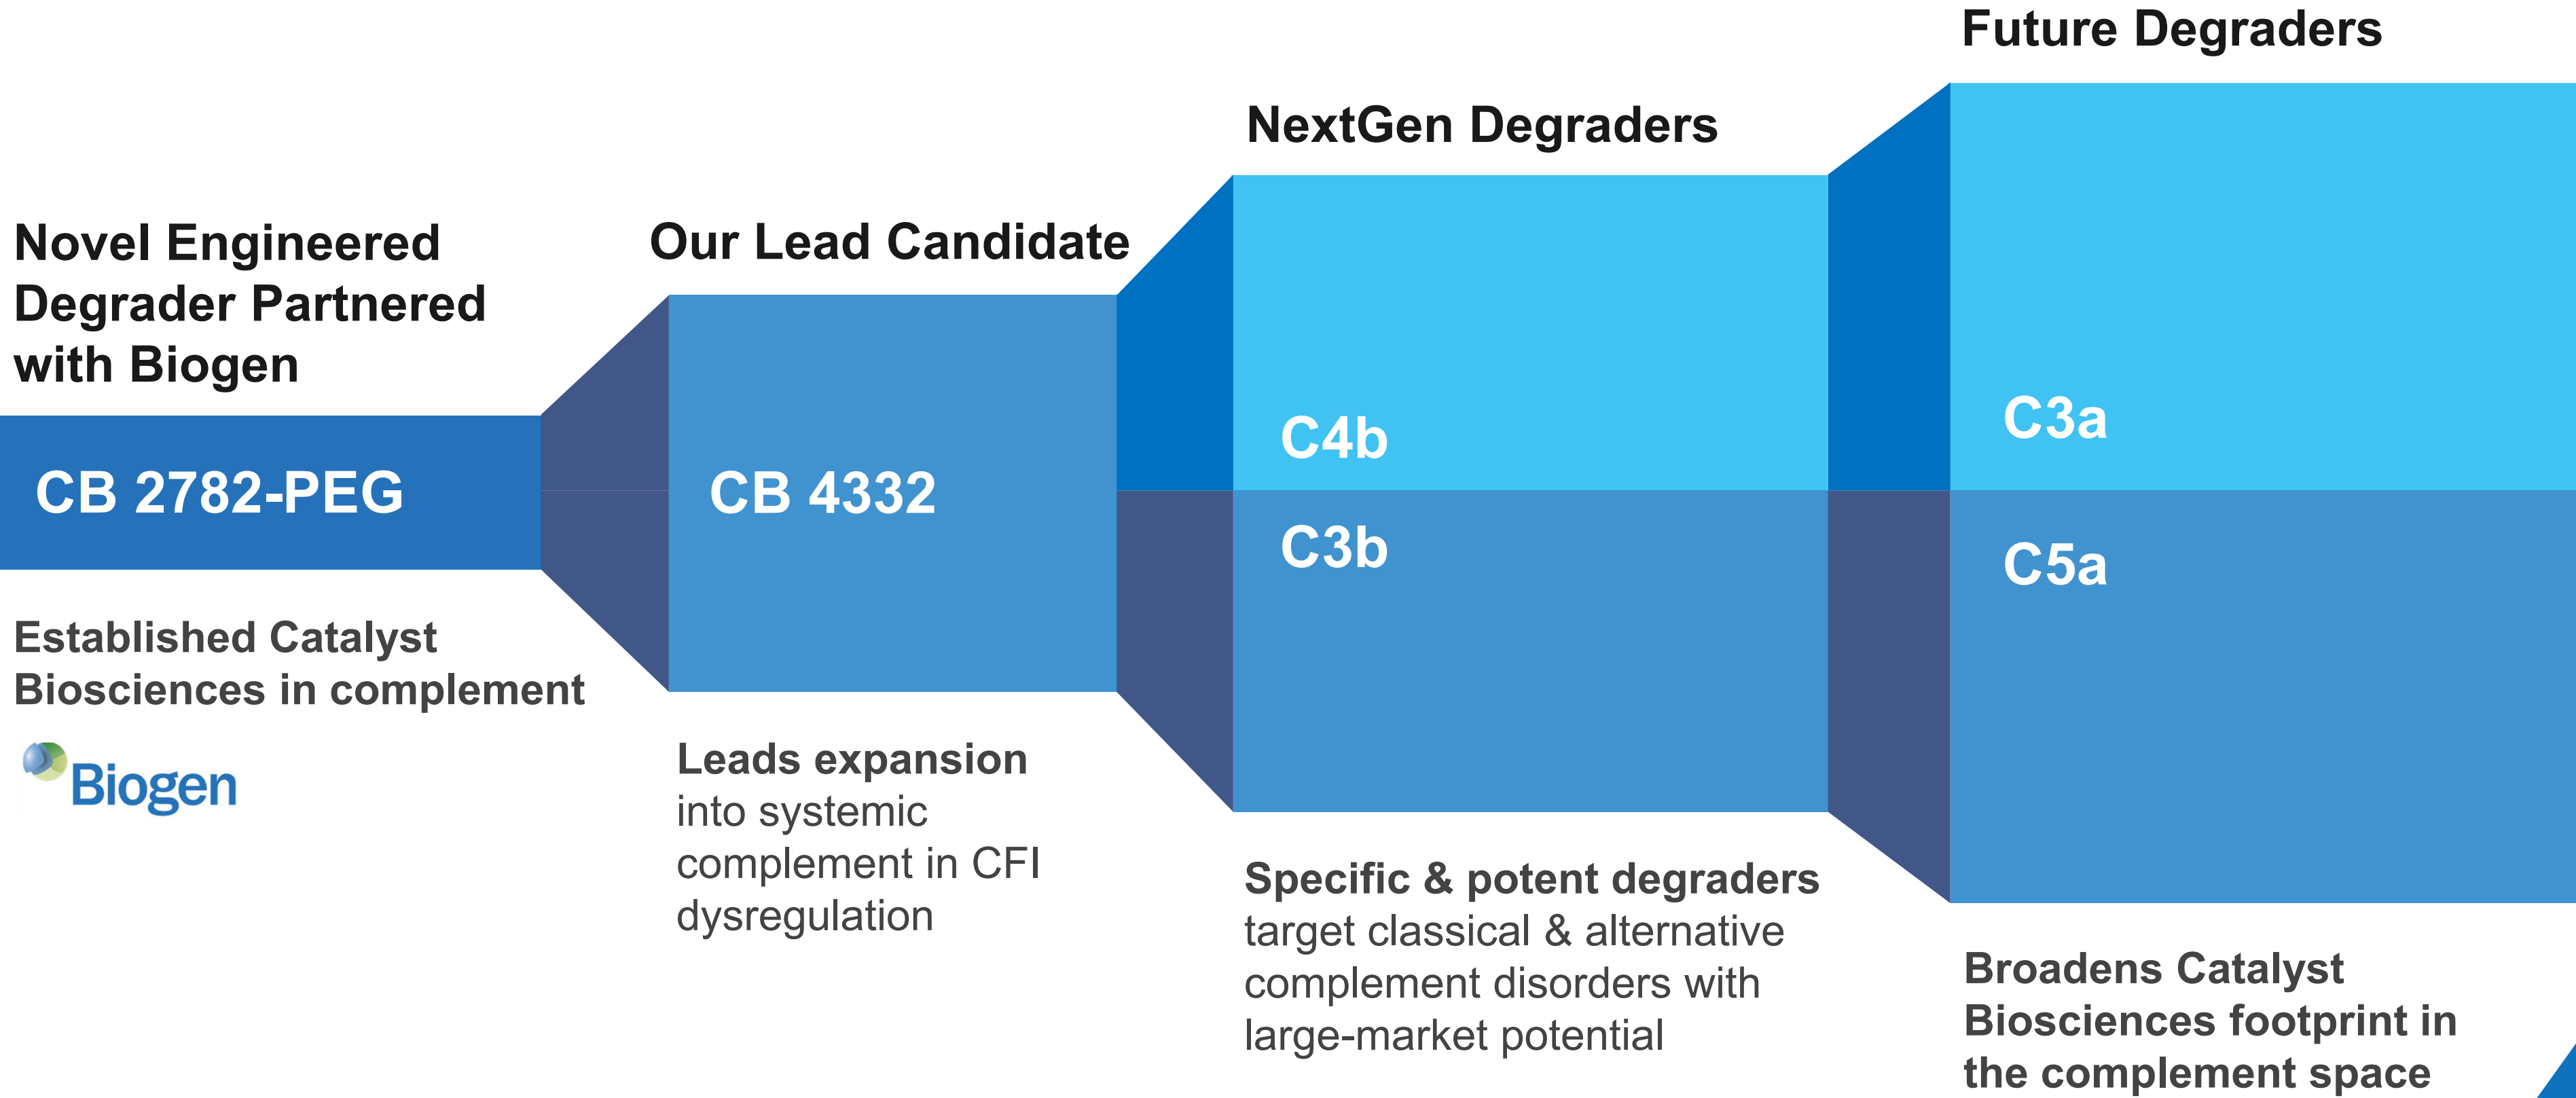 Novel Engineered
Degrader Partnered
with Biogen
CB 2782-PEG
Established Catalyst
Biosciences in complement
Biogen
Our Lead Candidate
CB 4332
Leads expansion
into systemic
complement in CFI
dysregulation
NextGen Degraders
C4b
C3b
Specific & potent degraders
target classical & alternative
complement disorders with
large-market potential
Future Degraders
C3a
C5a
Broadens Catalyst
Biosciences footprint in
the complement space